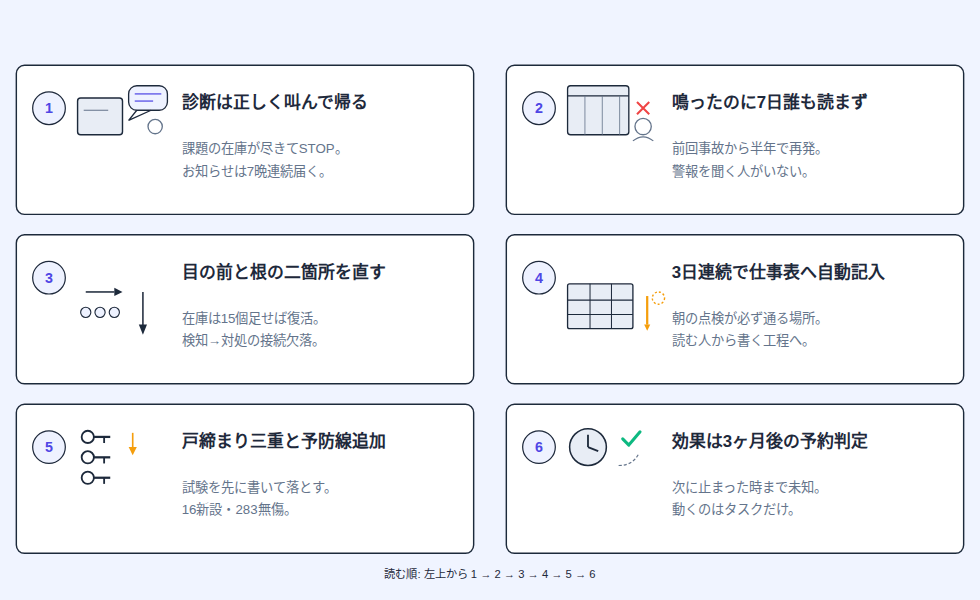 1
診断は正しく叫んで帰る
課題の在庫が尽きてSTOP。
お知らせは7晩連続届く。
2
鳴ったのに7日誰も読まず
前回事故から半年で再発。
警報を聞く人がいない。
3
目の前と根の二箇所を直す
在庫は15個足せば復活。
検知→対処の接続欠落。
4
3日連続で仕事表へ自動記入
朝の点検が必ず通る場所。
読む人から書く工程へ。
5
戸締まり三重と予防線追加
試験を先に書いて落とす。
16新設・283無傷。
6
効果は3ヶ月後の予約判定
次に止まった時まで未知。
動くのはタスクだけ。
読む順: 左上から 1 → 2 → 3 → 4 → 5 → 6